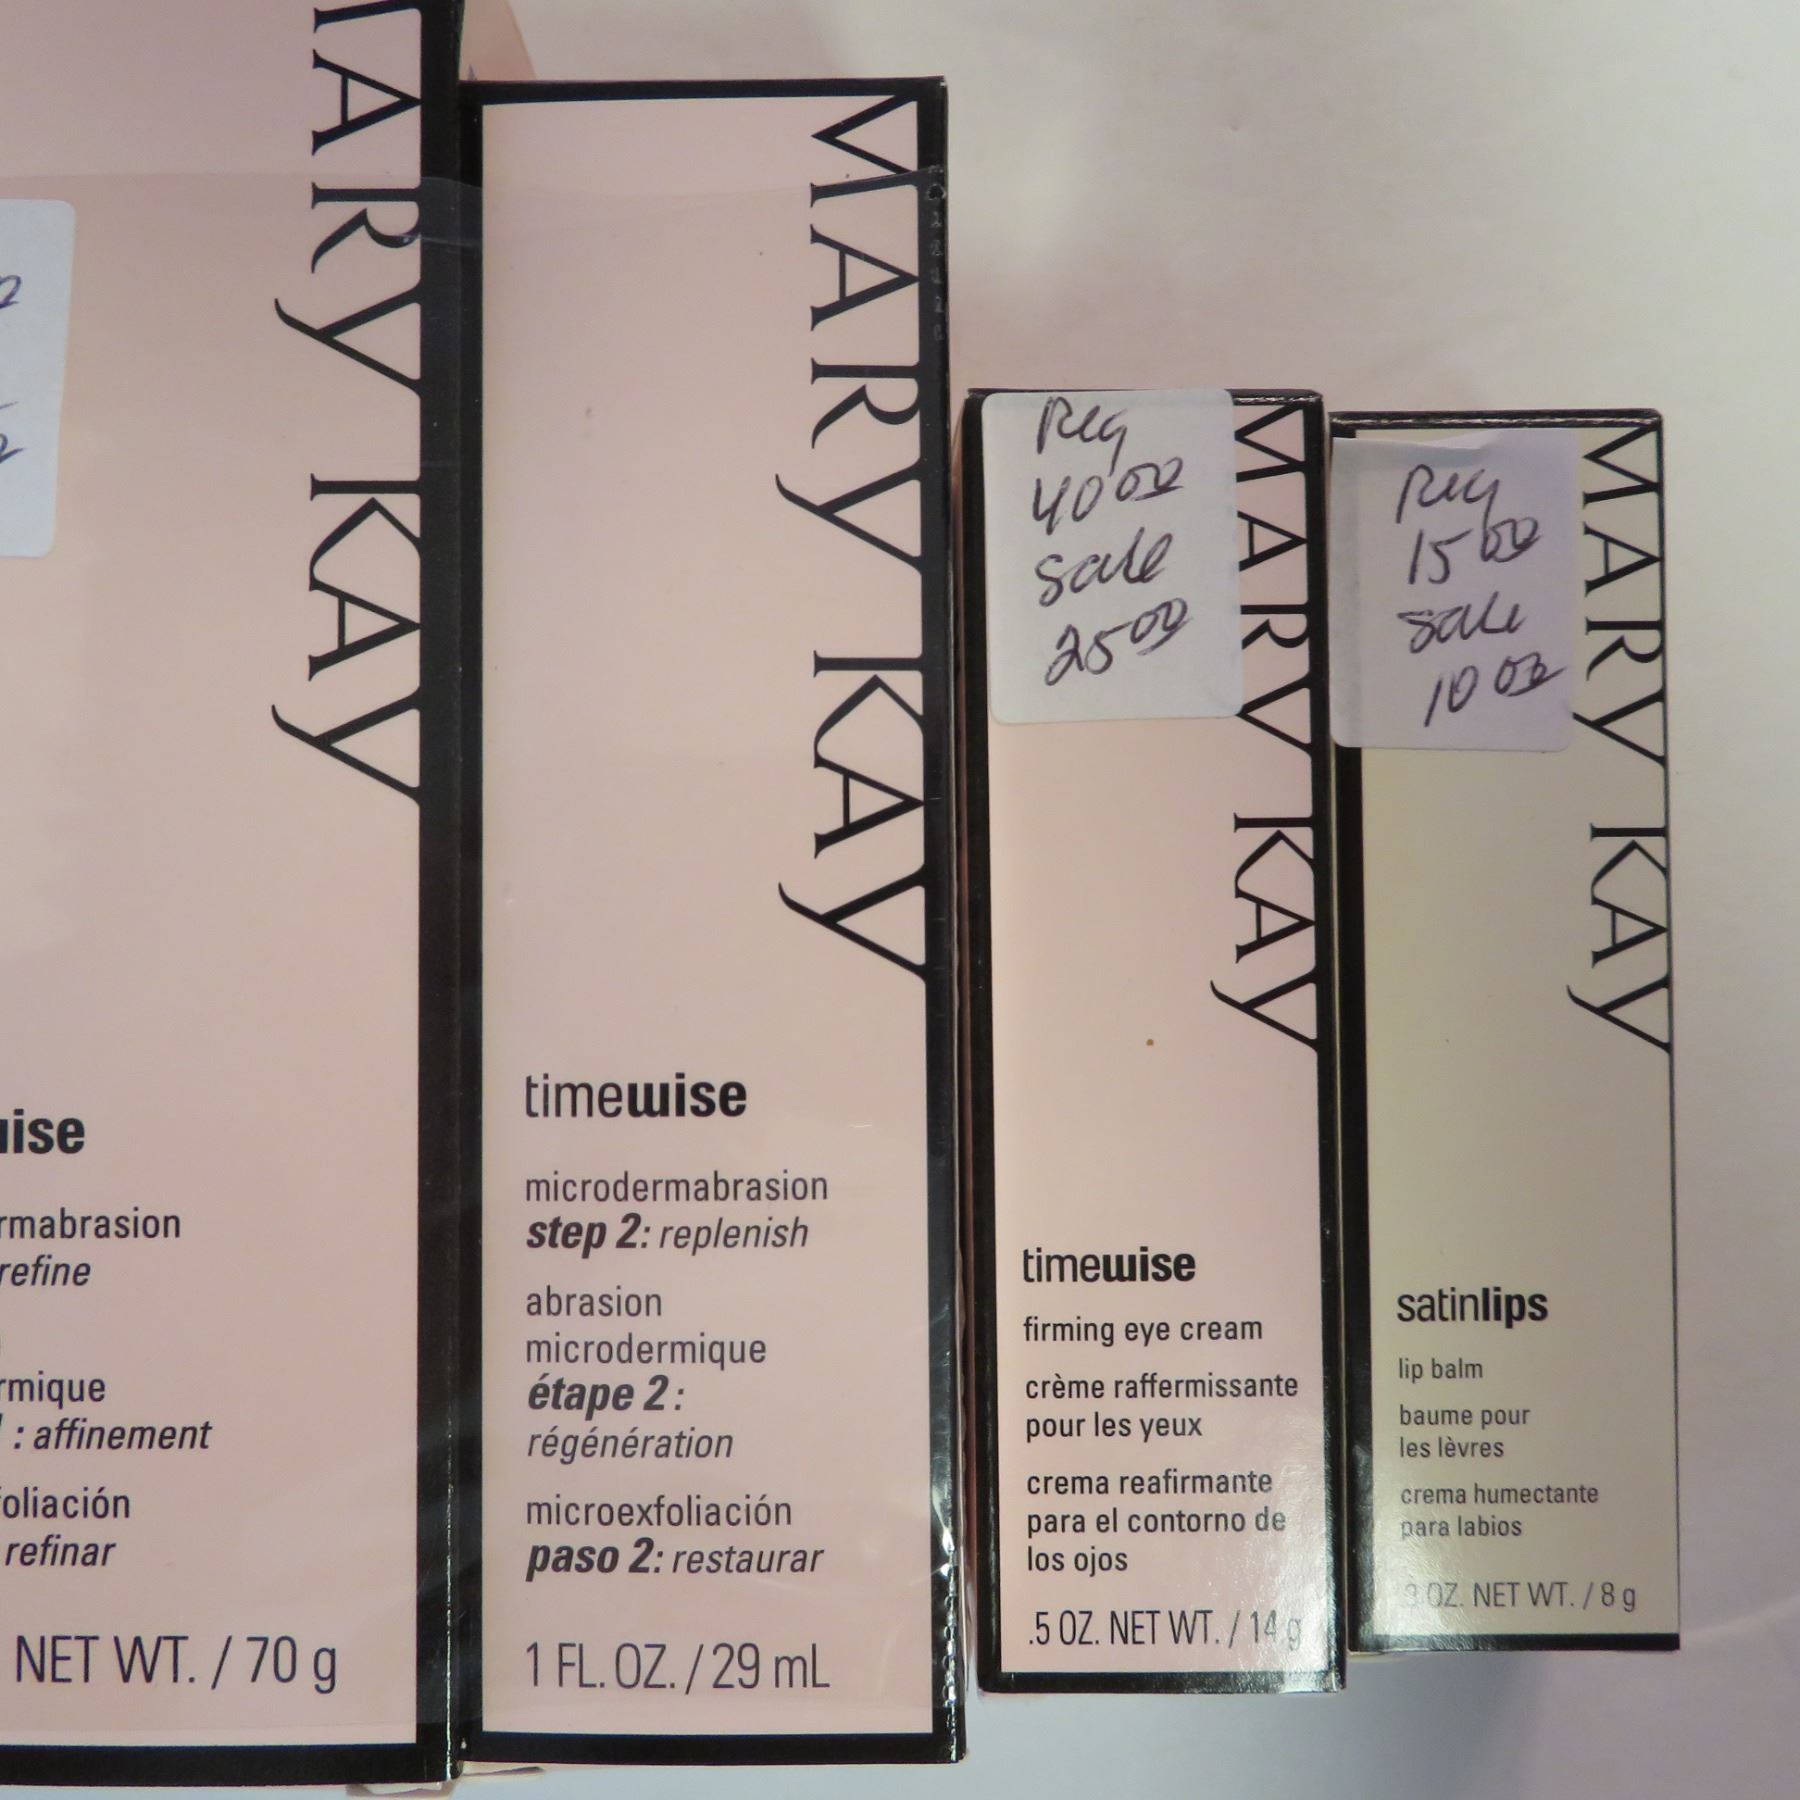 MARY KAY
rmabrasion
refine
rmique
: affinement
refinar
NET WT. / 70 g
MARY KAY
timewise
microdermabrasion
step 2: replenish
abrasion
microdermique
étape 2 :
régénération
microexfoliación
paso 2: restaurar
1 FL. OZ. / 29 mL
Reg
40 00
sale
25 00
MARY KAY
timewise
firming eye cream
crème raffermissante
pour les yeux
crema reafirmante
para el contorno de
los ojos
.5 OZ. NET WT. / 14 g
Reg
15 00
sale
10 00
MARY KAY
satinlips
lip balm
baume pour
les lèvres
crema humectante
para labios
.3 OZ. NET WT. / 8 g